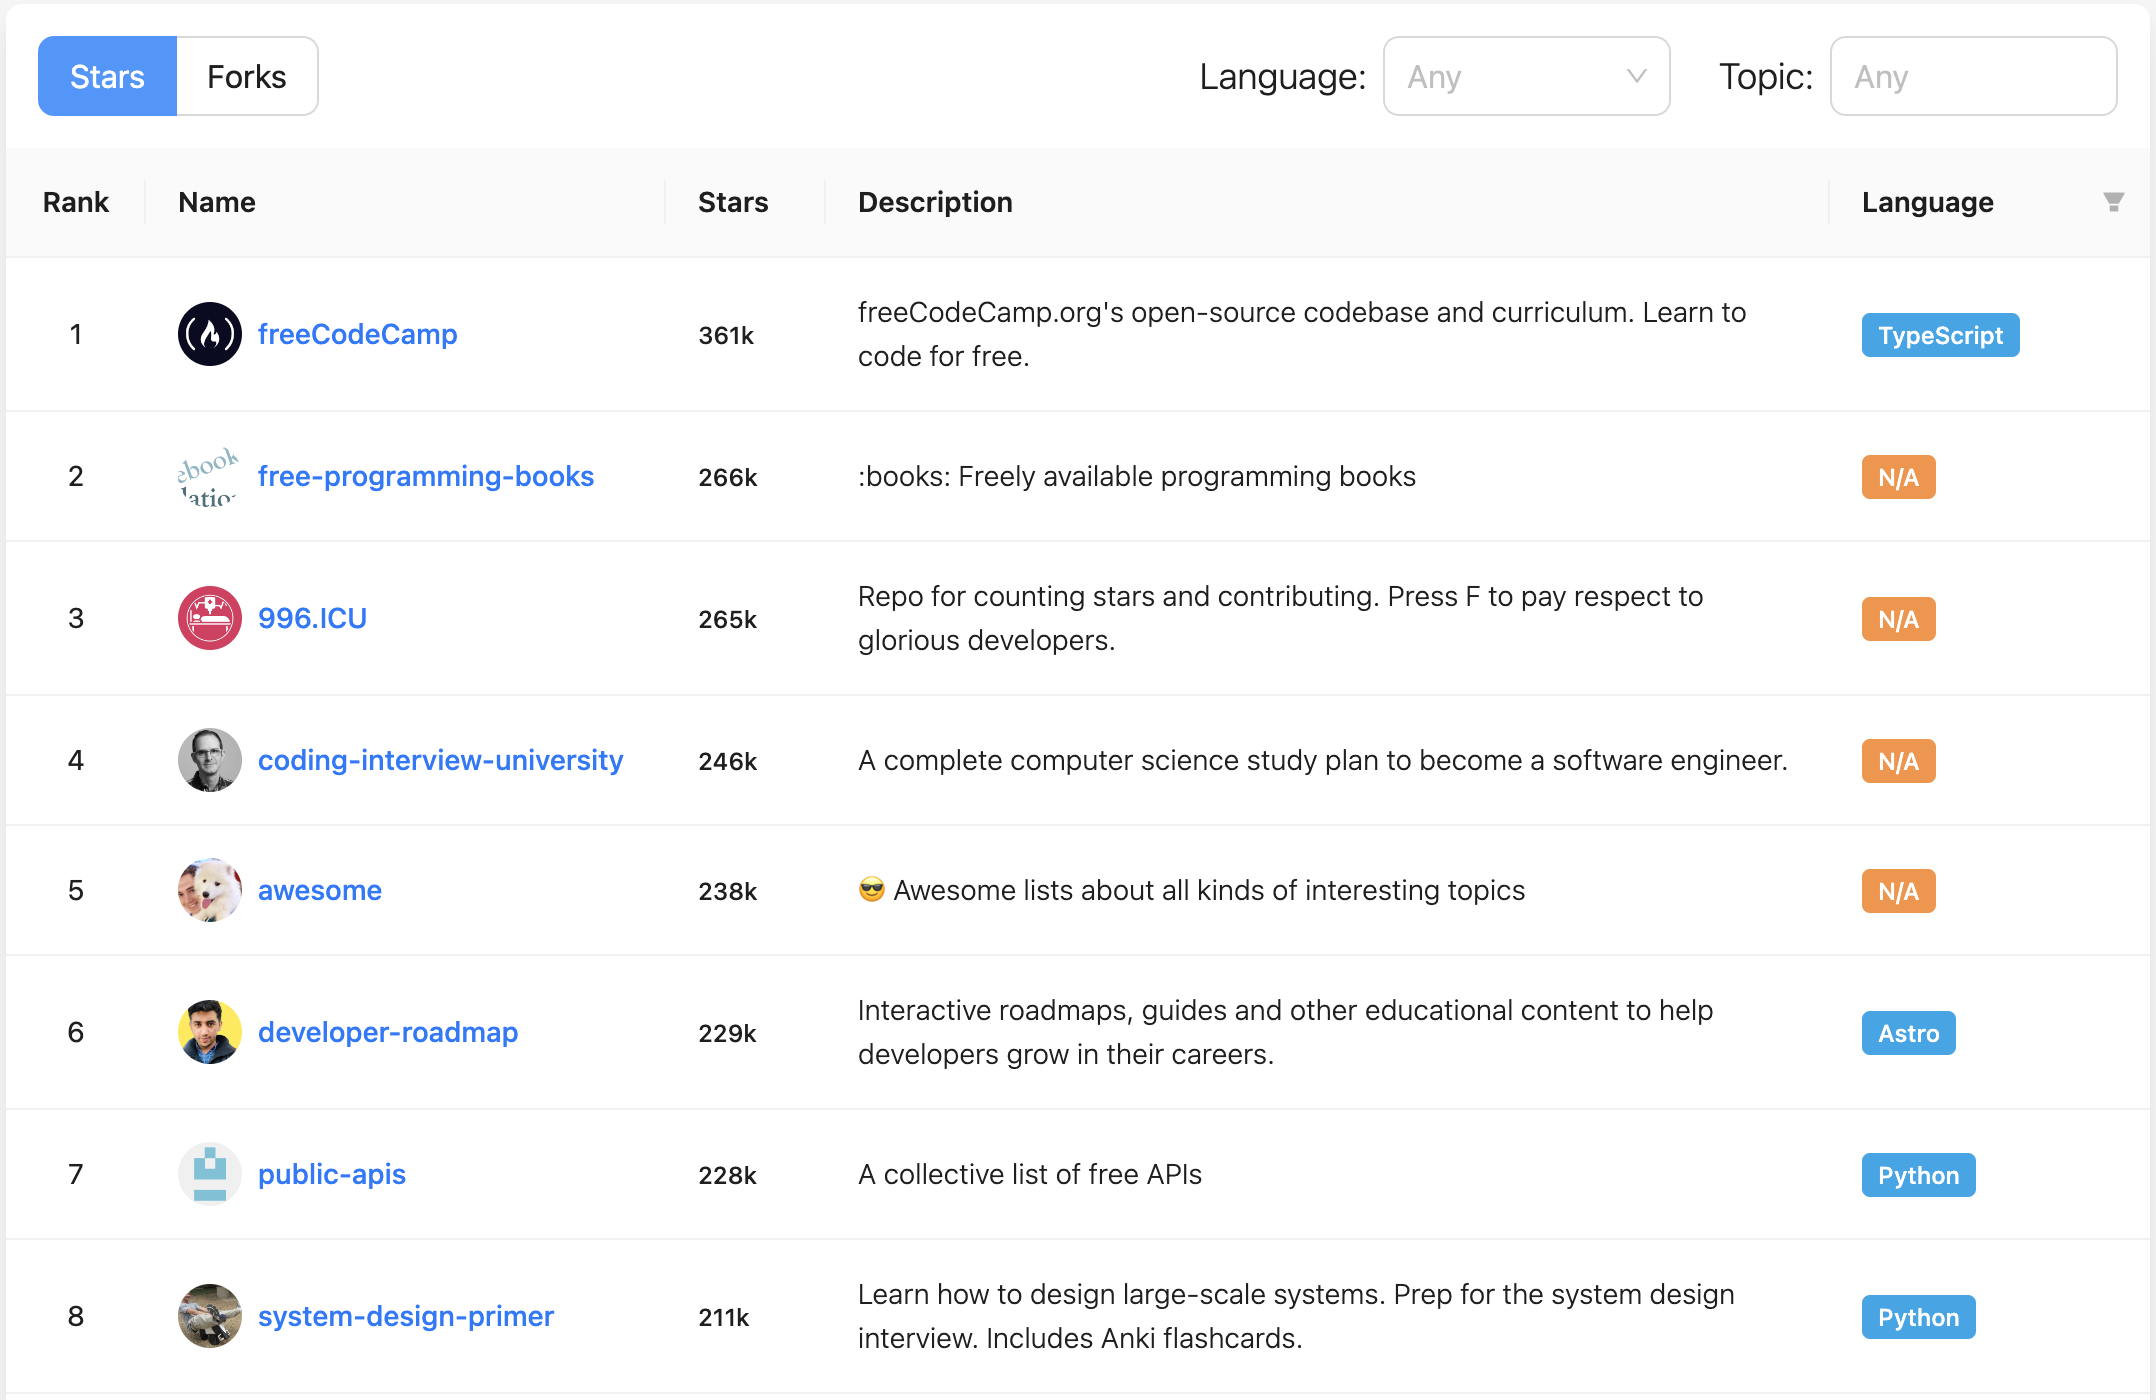 Stars Forks Language: Any Topic: Any
Rank Name Stars Description Language
1 freeCodeCamp 361k freeCodeCamp.org's open-source codebase and curriculum. Learn to
code for free. TypeScript
ebook
latio
2 free-programming-books 266k :books: Freely available programming books N/A
3 996.ICU 265k Repo for counting stars and contributing. Press F to pay respect to
glorious developers. N/A
4 coding-interview-university 246k A complete computer science study plan to become a software engineer. N/A
5 awesome 238k 😎 Awesome lists about all kinds of interesting topics N/A
6 developer-roadmap 229k Interactive roadmaps, guides and other educational content to help
developers grow in their careers. Astro
7 public-apis 228k A collective list of free APIs Python
8 system-design-primer 211k Learn how to design large-scale systems. Prep for the system design
interview. Includes Anki flashcards. Python